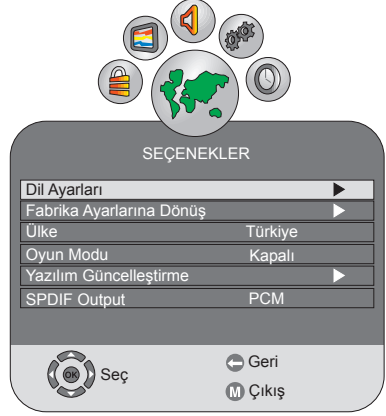 SEÇENEKLER
Dil Ayarları
Fabrika Ayarlarına Dönüş
Ülke Türkiye
Oyun Modu Kapalı
Yazılım Güncelleştirme
SPDIF Output PCM
OK Seç
Geri
M Çıkış